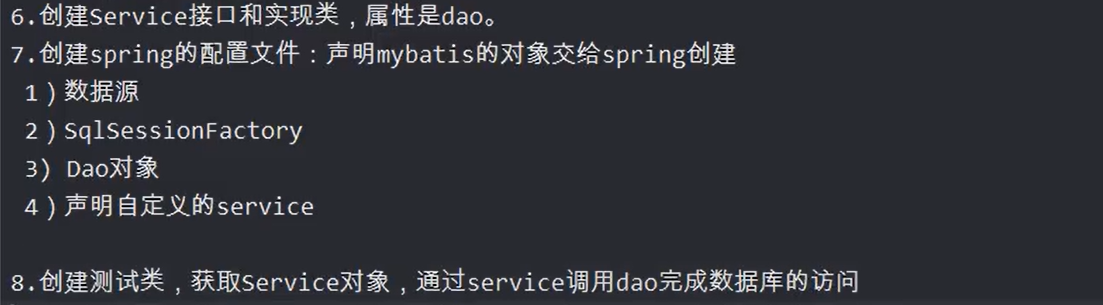 6.创建Service接口和实现类，属性是dao。
7.创建spring的配置文件：声明mybatis的对象交给spring创建
1）数据源
2）SqlSessionFactory
3) Dao对象
4）声明自定义的service
8.创建测试类，获取Service对象，通过service调用dao完成数据库的访问